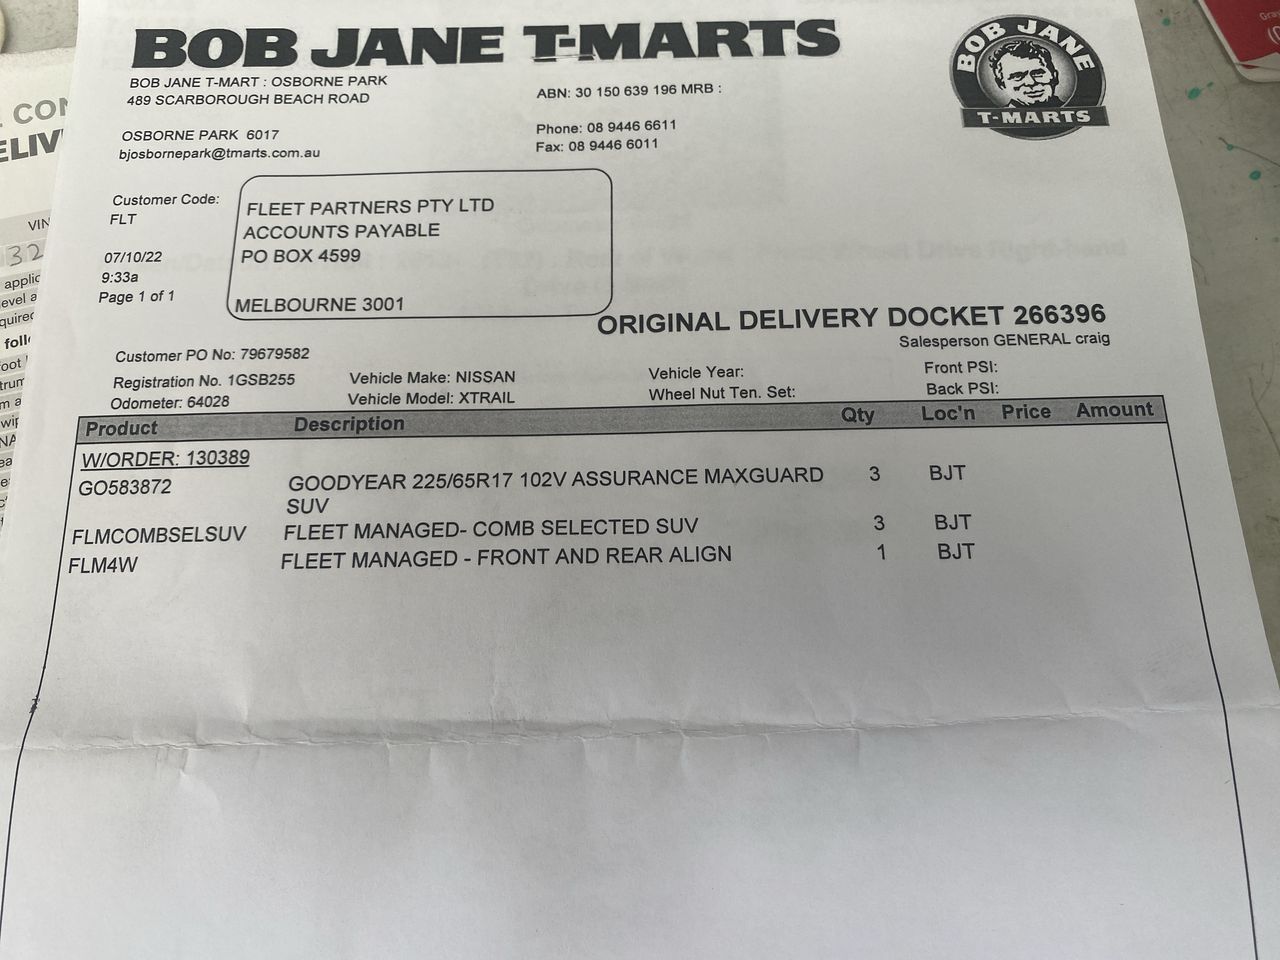 BOB JANE T-MARTS
BOB JANE T-MARTS
BOB JANE T-MART : OSBORNE PARK
489 SCARBOROUGH BEACH ROAD
OSBORNE PARK 6017
bjosbornepark@tmarts.com.au
ABN: 30 150 639 196 MRB :
Phone: 08 9446 6611
Fax: 08 9446 6011
Customer Code:
FLT
07/10/22
9:33a
Page 1 of 1
FLEET PARTNERS PTY LTD
ACCOUNTS PAYABLE
PO BOX 4599
MELBOURNE 3001
ORIGINAL DELIVERY DOCKET 266396
Salesperson GENERAL craig
Customer PO No: 79679582
Registration No. 1GSB255 Vehicle Make: NISSAN Vehicle Year: Front PSI:
Odometer: 64028 Vehicle Model: XTRAIL Wheel Nut Ten. Set: Back PSI:
Product Description Qty Loc'n Price Amount
W/ORDER: 130389
GO583872 GOODYEAR 225/65R17 102V ASSURANCE MAXGUARD 3 BJT
SUV
FLMCOMBSELSUV FLEET MANAGED- COMB SELECTED SUV 3 BJT
FLM4W FLEET MANAGED - FRONT AND REAR ALIGN 1 BJT
VIN
32